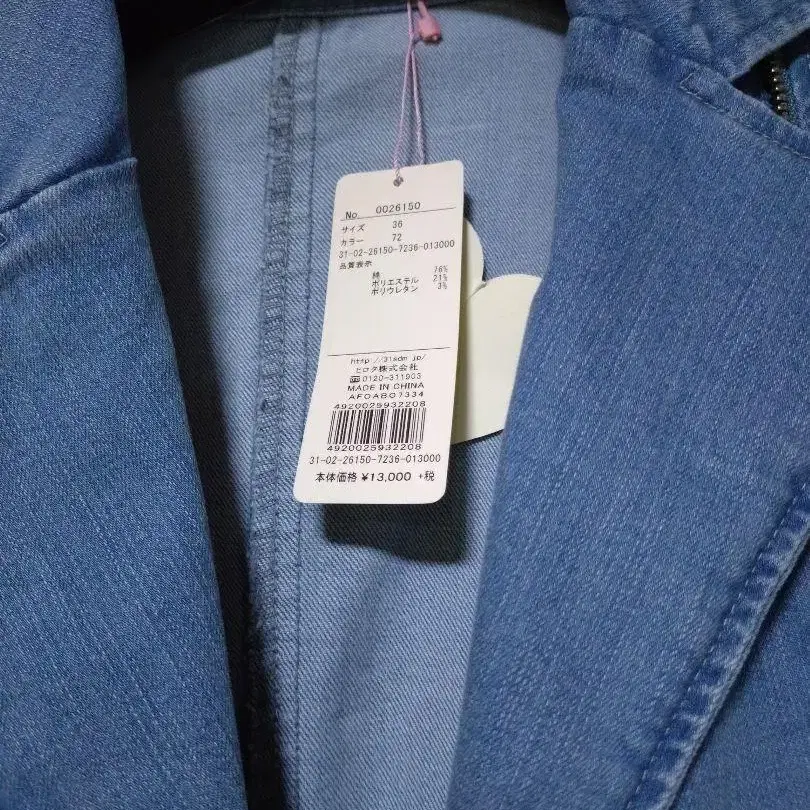 No 0026150
サイズ 36
カラー 72
31-02-26150-7236-013000
品質表示
綿 76%
ポリエステル 21%
ポリウレタン 3%
http://31sdm.jp/
ヒロタ株式会社
0120-311903
MADE IN CHINA
AFOABO7334
4920025932208
4920025932208
31-02-26150-7236-013000
本体価格 ¥13,000 +税